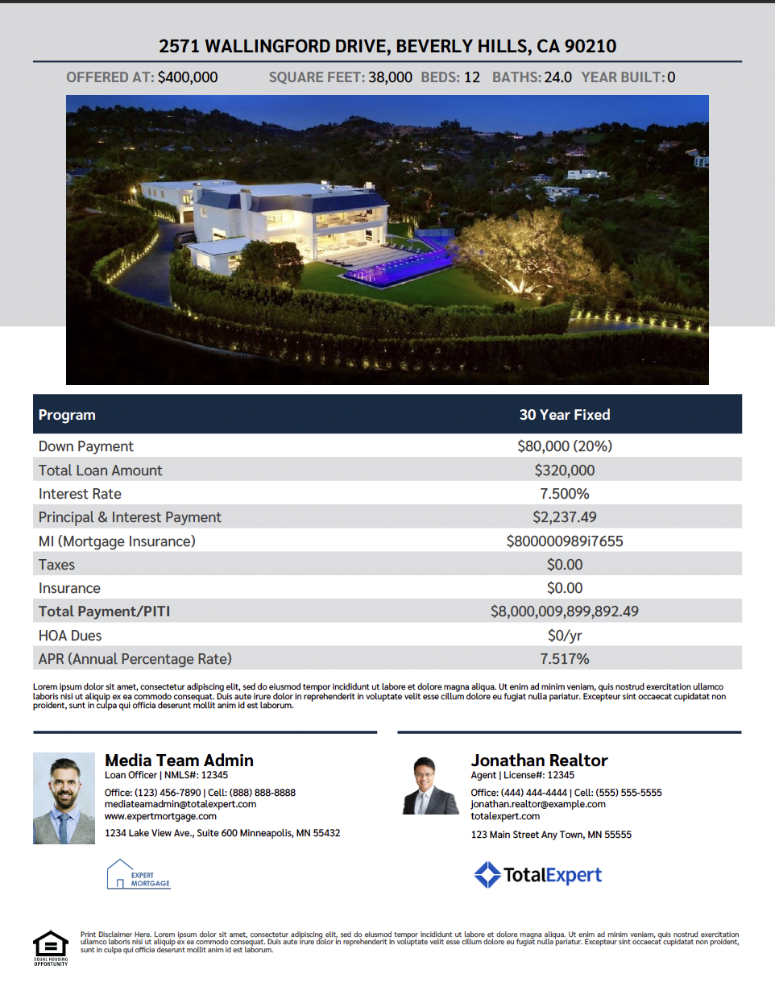 2571 WALLINGFORD DRIVE, BEVERLY HILLS, CA 90210
OFFERED AT: $400,000 SQUARE FEET: 38,000 BEDS: 12 BATHS: 24.0 YEAR BUILT: 0
Program 30 Year Fixed
Down Payment $80,000 (20%)
Total Loan Amount $320,000
Interest Rate 7.500%
Principal & Interest Payment $2,237.49
MI (Mortgage Insurance) $800000989i7655
Taxes $0.00
Insurance $0.00
Total Payment/PITI $8,000,009,899,892.49
HOA Dues $0/yr
APR (Annual Percentage Rate) 7.517%
Lorem ipsum dolor sit amet, consectetur adipiscing elit, sed do eiusmod tempor incididunt ut labore et dolore magna aliqua. Ut enim ad minim veniam, quis nostrud exercitation ullamco
laboris nisi ut aliquip ex ea commodo consequat. Duis aute irure dolor in reprehenderit in voluptate velit esse cillum dolore eu fugiat nulla pariatur. Excepteur sint occaecat cupidatat non
proident, sunt in culpa qui officia deserunt mollit anim id est laborum.
Media Team Admin
Loan Officer | NMLS#: 12345
Office: (123) 456-7890 | Cell: (888) 888-8888
mediateamadmin@totalexpert.com
www.expertmortgage.com
1234 Lake View Ave., Suite 600 Minneapolis, MN 55432
EXPERT
MORTGAGE
Jonathan Realtor
Agent | License#: 12345
Office: (444) 444-4444 | Cell: (555) 555-5555
jonathan.realtor@example.com
totalexpert.com
123 Main Street Any Town, MN 55555
TotalExpert
EQUAL HOUSING
OPPORTUNITY
Print Disclaimer Here. Lorem ipsum dolor sit amet, consectetur adipiscing elit, sed do eiusmod tempor incididunt ut labore et dolore magna aliqua. Ut enim ad minim veniam, quis nostrud exercitation
ullamco laboris nisi ut aliquip ex ea commodo consequat. Duis aute irure dolor in reprehenderit in voluptate velit esse cillum dolore eu fugiat nulla pariatur. Excepteur sint occaecat cupidatat non proident,
sunt in culpa qui officia deserunt mollit anim id est laborum.